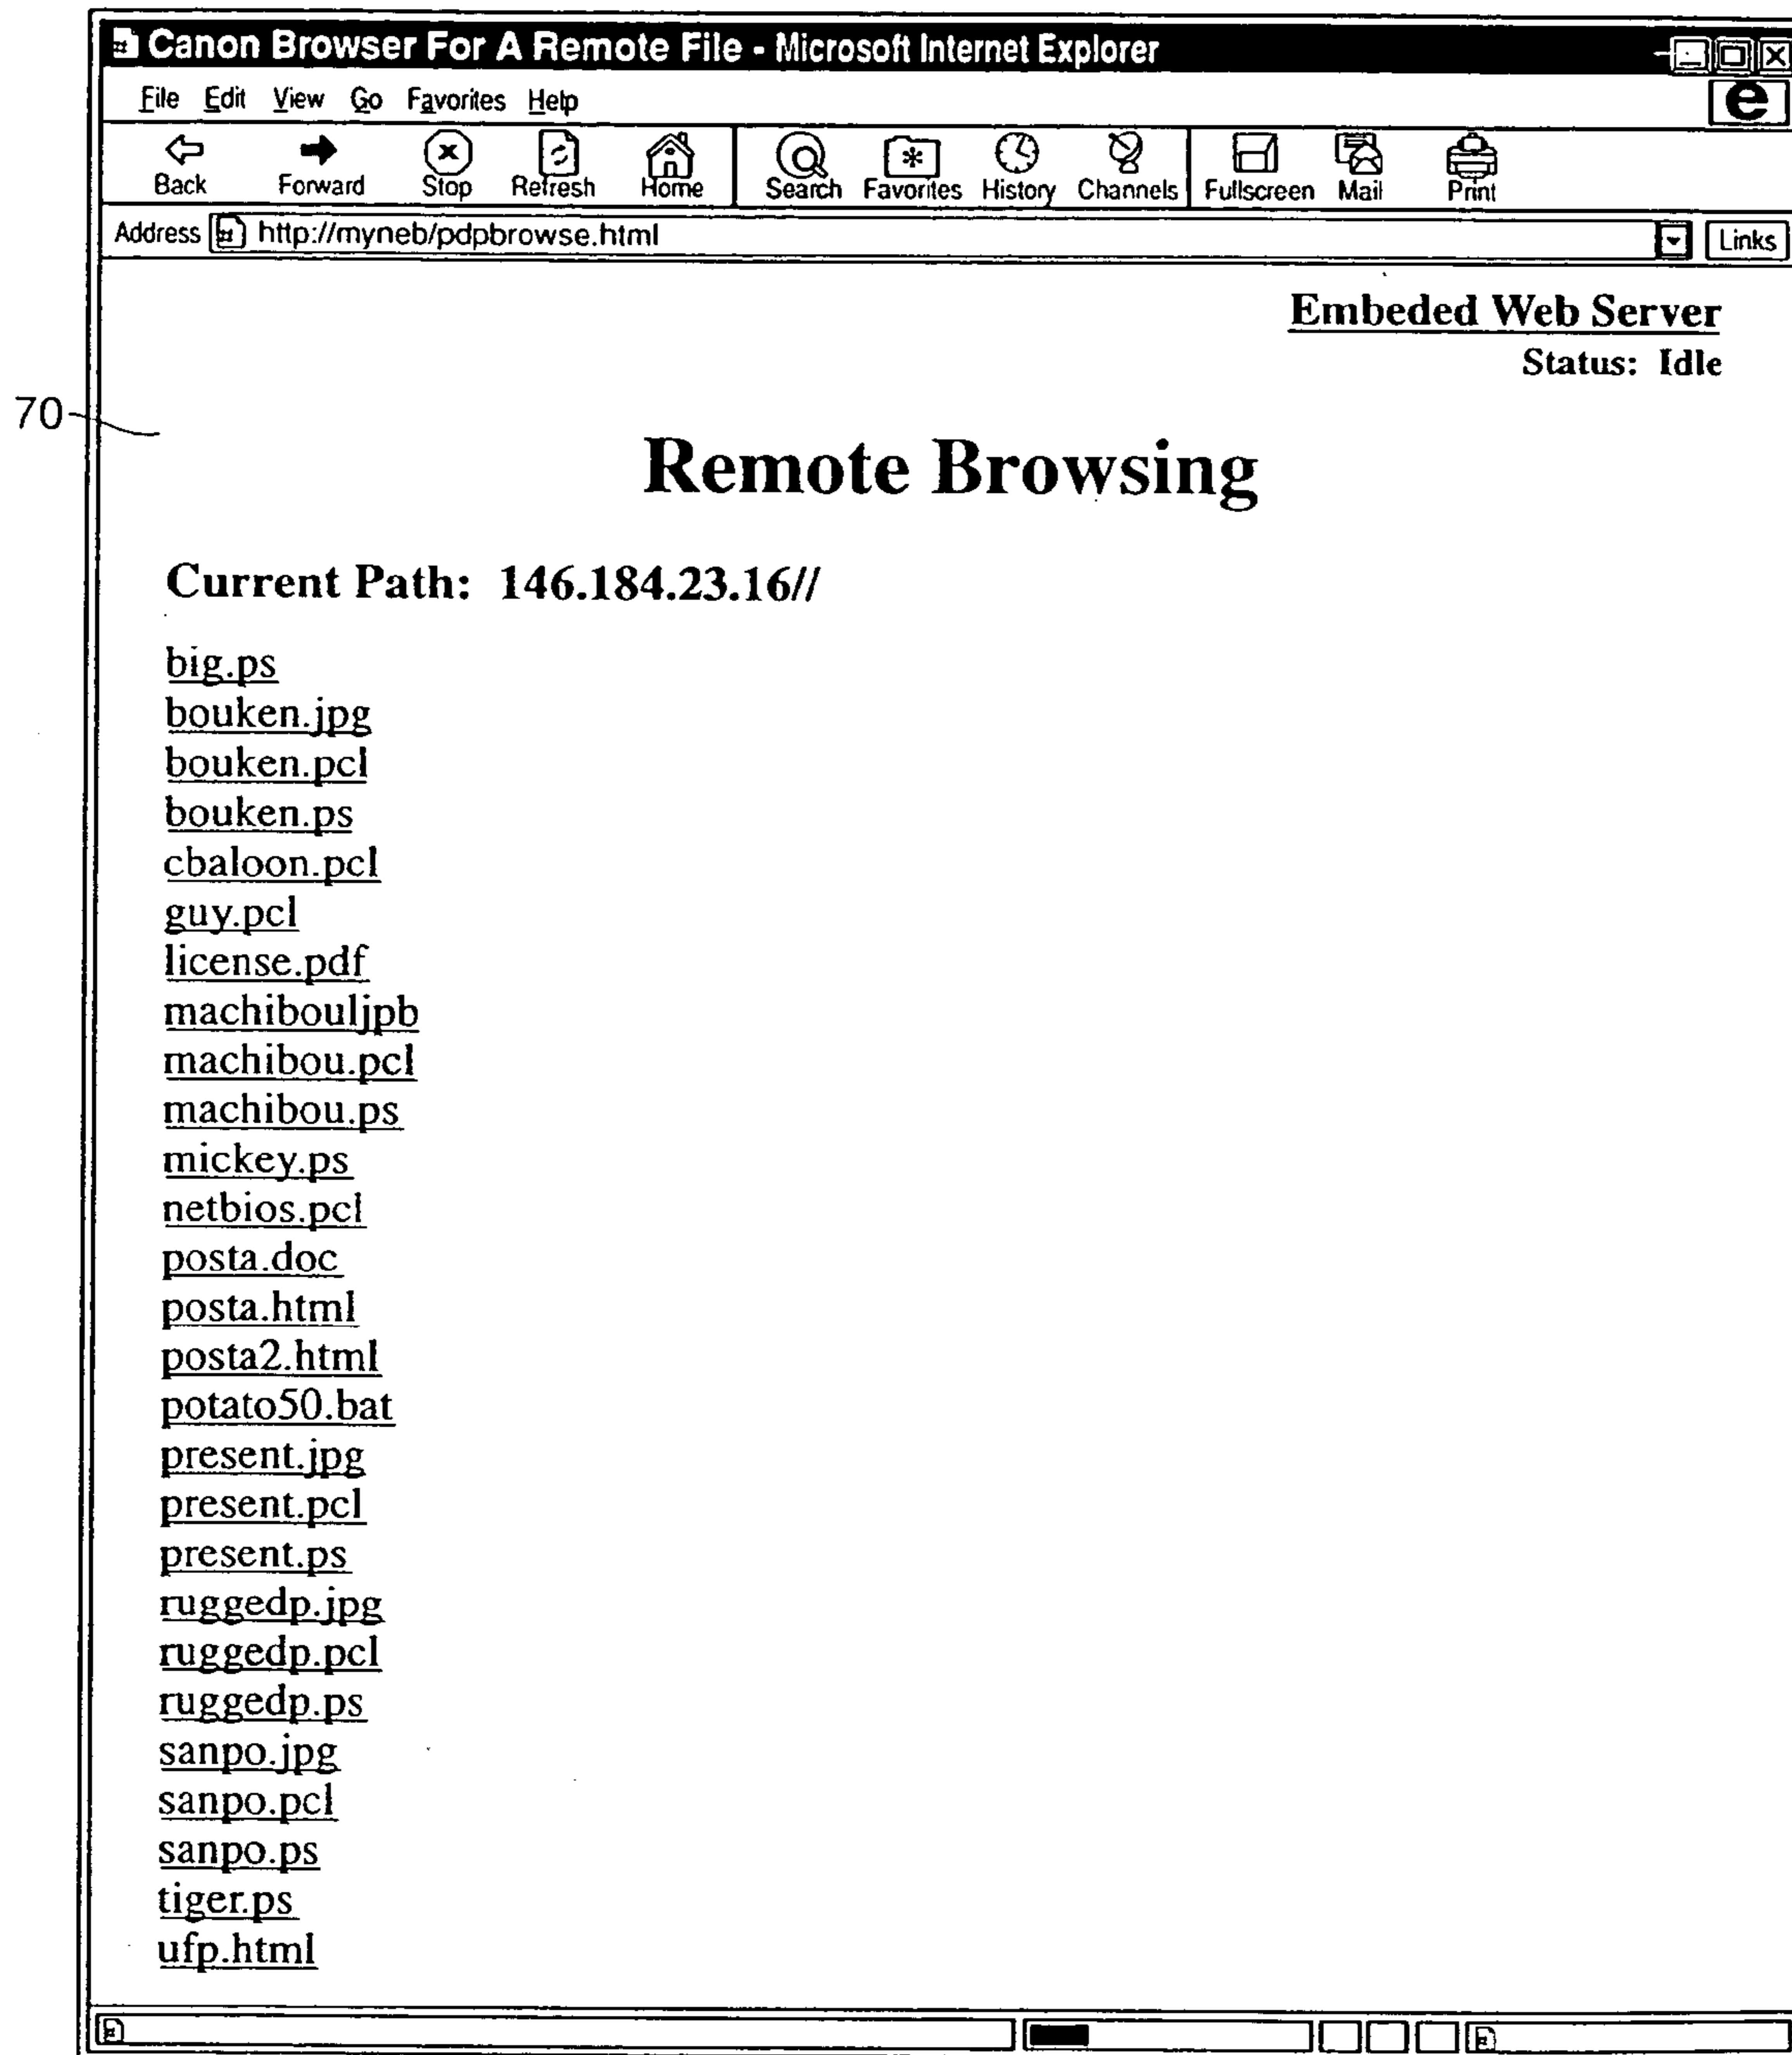 Canon Browser For A Remote File - Microsoft Internet Explorer
File Edit View Go Favorites Help
Back Forward Stop Refresh Home Search Favorites History Channels Fullscreen Mail Print
Address http://myneb/pdpbrowse.html Links
Embeded Web Server
Status: Idle
70
Remote Browsing
Current Path: 146.184.23.16//
big.ps
bouken.jpg
bouken.pcl
bouken.ps
cbaloon.pcl
guy.pcl
license.pdf
machibouljpb
machibou.pcl
machibou.ps
mickey.ps
netbios.pcl
posta.doc
posta.html
posta2.html
potato50.bat
present.jpg
present.pcl
present.ps
ruggedp.jpg
ruggedp.pcl
ruggedp.ps
sanpo.jpg
sanpo.pcl
sanpo.ps
tiger.ps
ufp.html